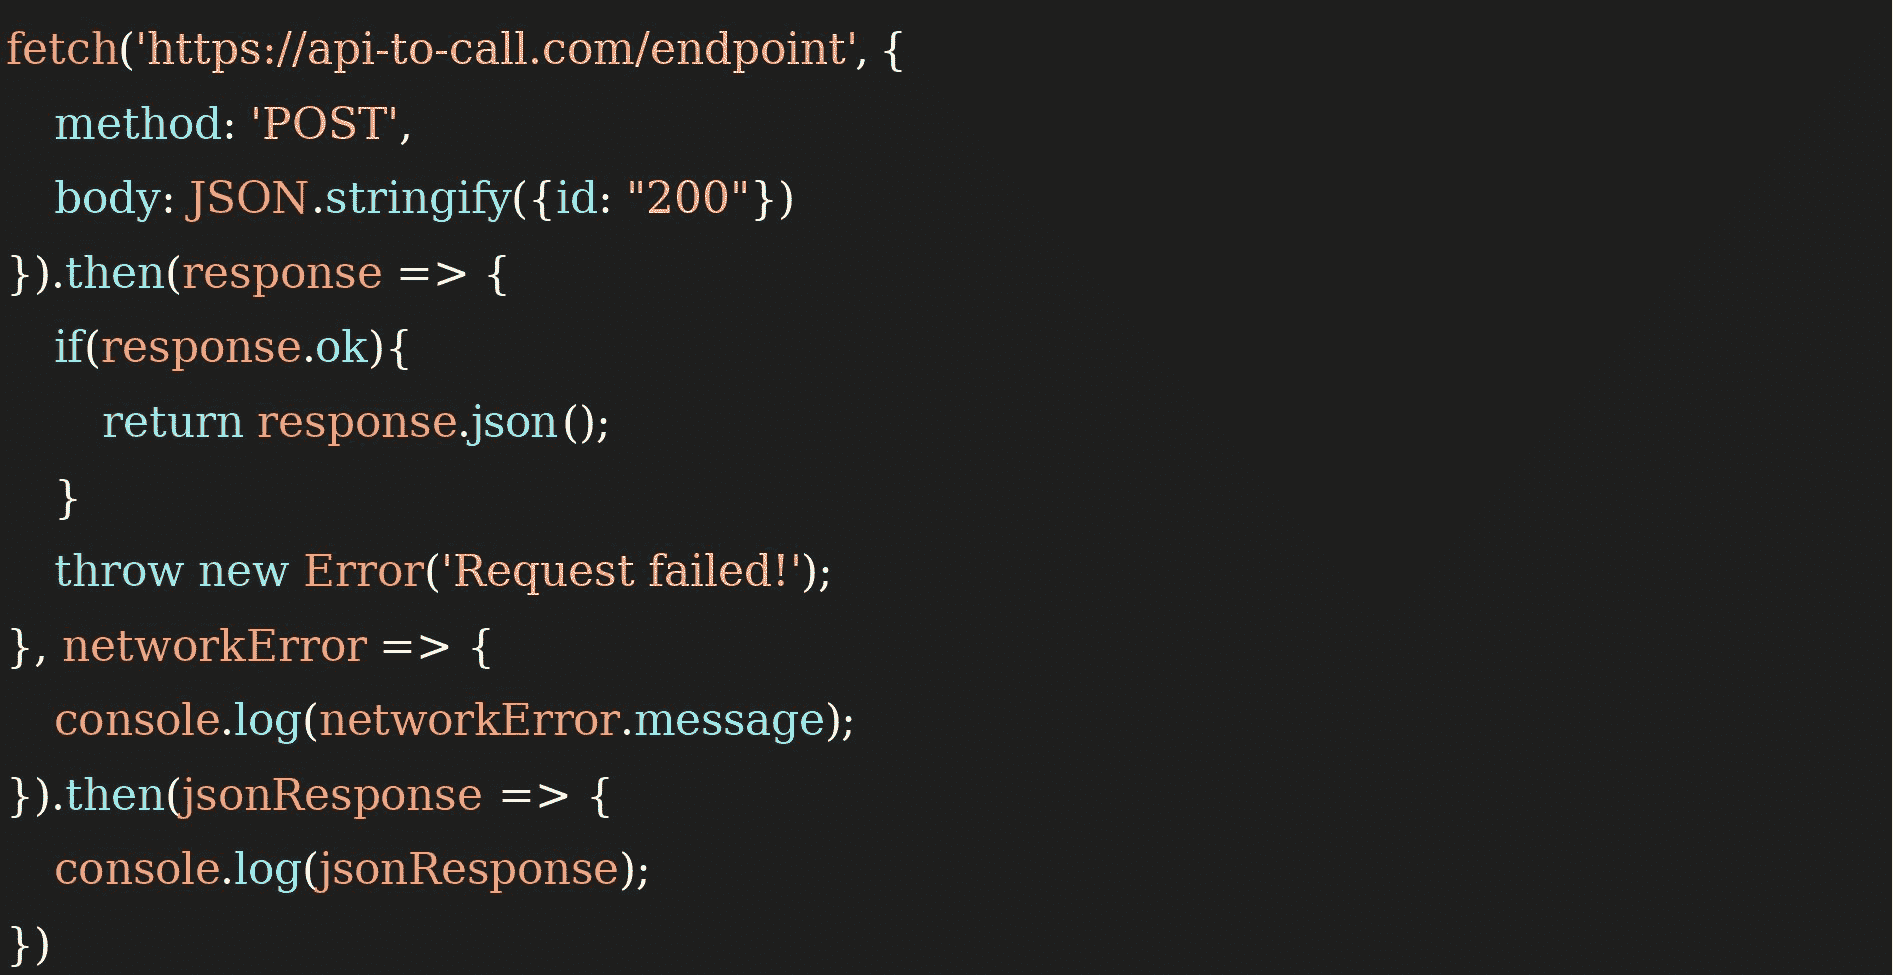 fetch('https://api-to-call.com/endpoint', {
    method: 'POST',
    body: JSON.stringify({id: "200"})
}).then(response => {
    if(response.ok){
        return response.json();
    }
    throw new Error('Request failed!');
}, networkError => {
    console.log(networkError.message);
}).then(jsonResponse => {
    console.log(jsonResponse);
})